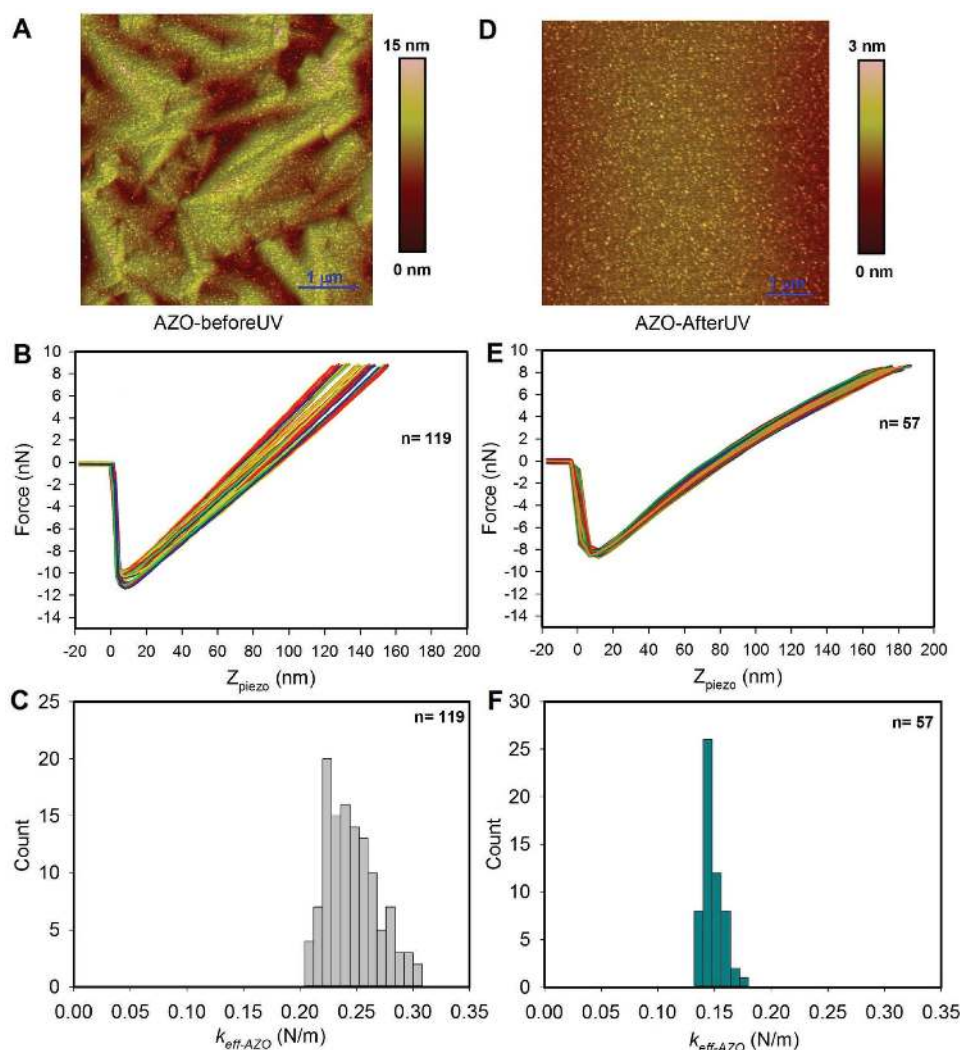 A
15 nm
0 nm
1 µm
AZO-beforeUV
D
3 nm
0 nm
1 µm
AZO-AfterUV
B
10
8
6
4
2
0
-2
-4
-6
-8
-10
-12
-14
Force (nN)
n= 119
-20 0 20 40 60 80 100 120 140 160 180 200
Zpiezo (nm)
E
10
8
6
4
2
0
-2
-4
-6
-8
-10
-12
-14
Force (nN)
n= 57
-20 0 20 40 60 80 100 120 140 160 180 200
Zpiezo (nm)
C
25
20
15
10
5
0
Count
n= 119
0.00 0.05 0.10 0.15 0.20 0.25 0.30 0.35
keff-AZO (N/m)
F
30
25
20
15
10
5
0
Count
n= 57
0.00 0.05 0.10 0.15 0.20 0.25 0.30 0.35
keff-AZO (N/m)